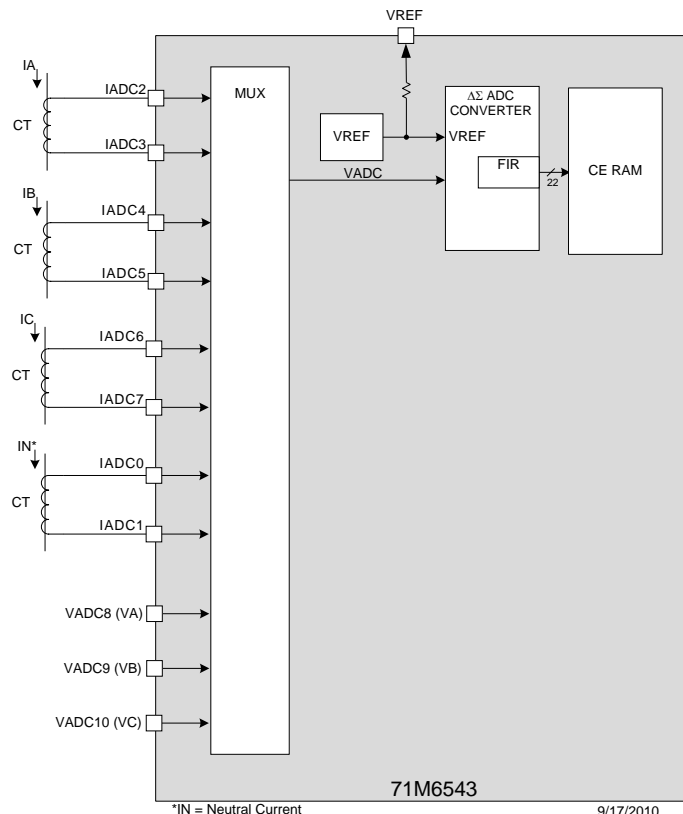 VREF
IA
IADC2
MUX
ΔΣ ADC
CONVERTER
CT
VREF
VREF
IADC3
FIR
CE RAM
VADC
22
IB
IADC4
CT
IADC5
IC
IADC6
CT
IADC7
IN*
IADC0
CT
IADC1
VADC8 (VA)
VADC9 (VB)
VADC10 (VC)
71M6543
*IN = Neutral Current
9/17/2010